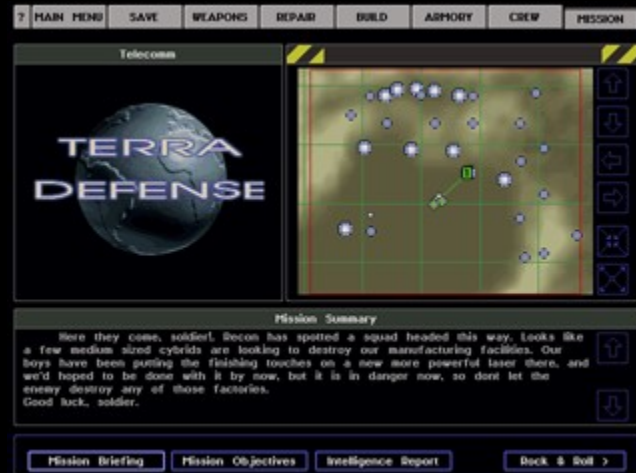 ? MAIN MENU SAVE WEAPONS REPAIR BUILD ARMORY CREW MISSION
Telecomm
TERRA
DEFENSE
Mission Summary
Here they come, soldier!. Recon has spotted a squad headed this way. Looks like
a few medium sized cybrids are looking to destroy our manufacturing facilities. Our
boys have been putting the finishing touches on a new more powerful laser there, and
we'd hoped to be done with it by now, but it is in danger now, so dont let the
enemy destroy any of those factories.
Good luck, soldier.
Mission Briefing Mission Objectives Intelligence Report Rock & Roll >